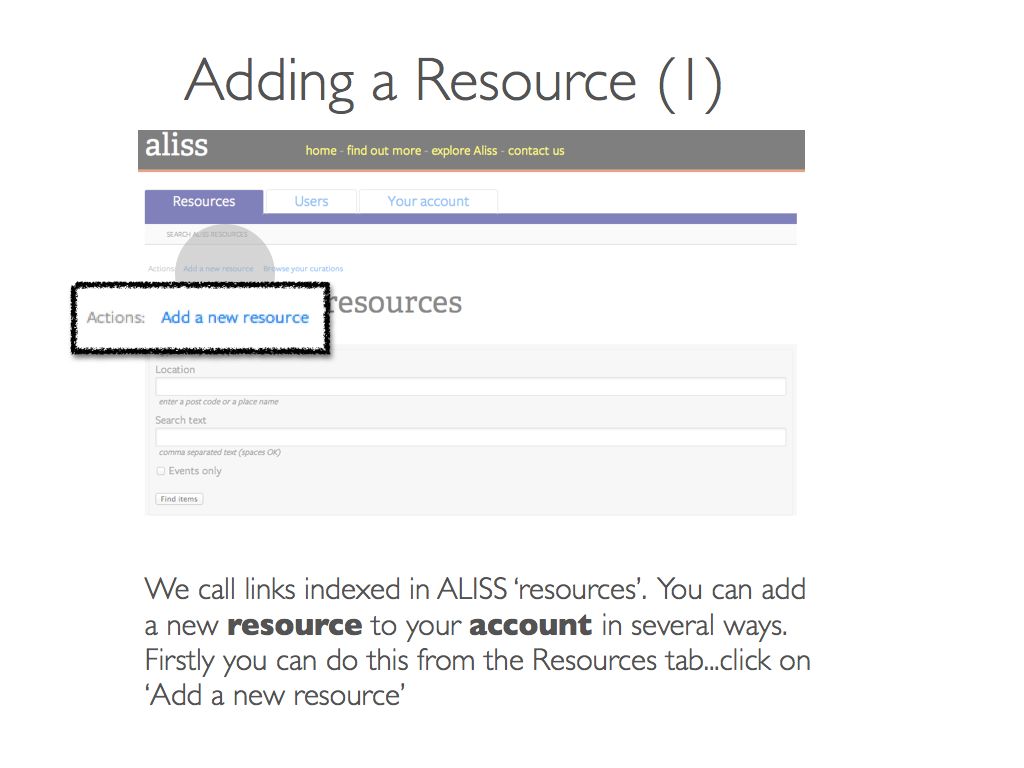 Adding a Resource (1)
aliss
home - find out more - explore Aliss - contact us
Resources Users Your account
SEARCH ALISS RESOURCES
Actions: Add a new resource Browse your curations
resources
Actions: Add a new resource
Location
enter a post code or a place name
Search text
comma separated text (spaces OK)
Events only
Find items
We call links indexed in ALISS ‘resources’. You can add
a new resource to your account in several ways.
Firstly you can do this from the Resources tab...click on
‘Add a new resource’